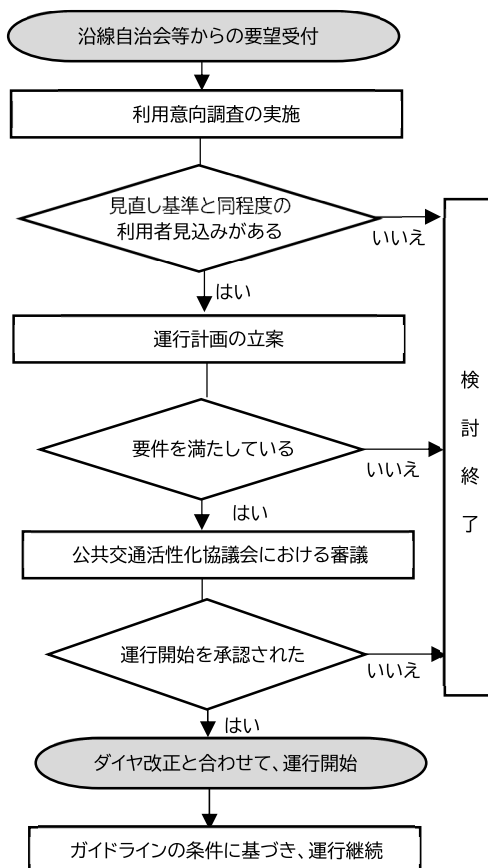 沿線自治会等からの要望受付
利用意向調査の実施
見直し基準と同程度の
利用者見込みがある
いいえ
はい
運行計画の立案
要件を満たしている
いいえ
はい
公共交通活性化協議会における審議
運行開始を承認された
いいえ
はい
検討終了
ダイヤ改正と合わせて、運行開始
ガイドラインの条件に基づき、運行継続